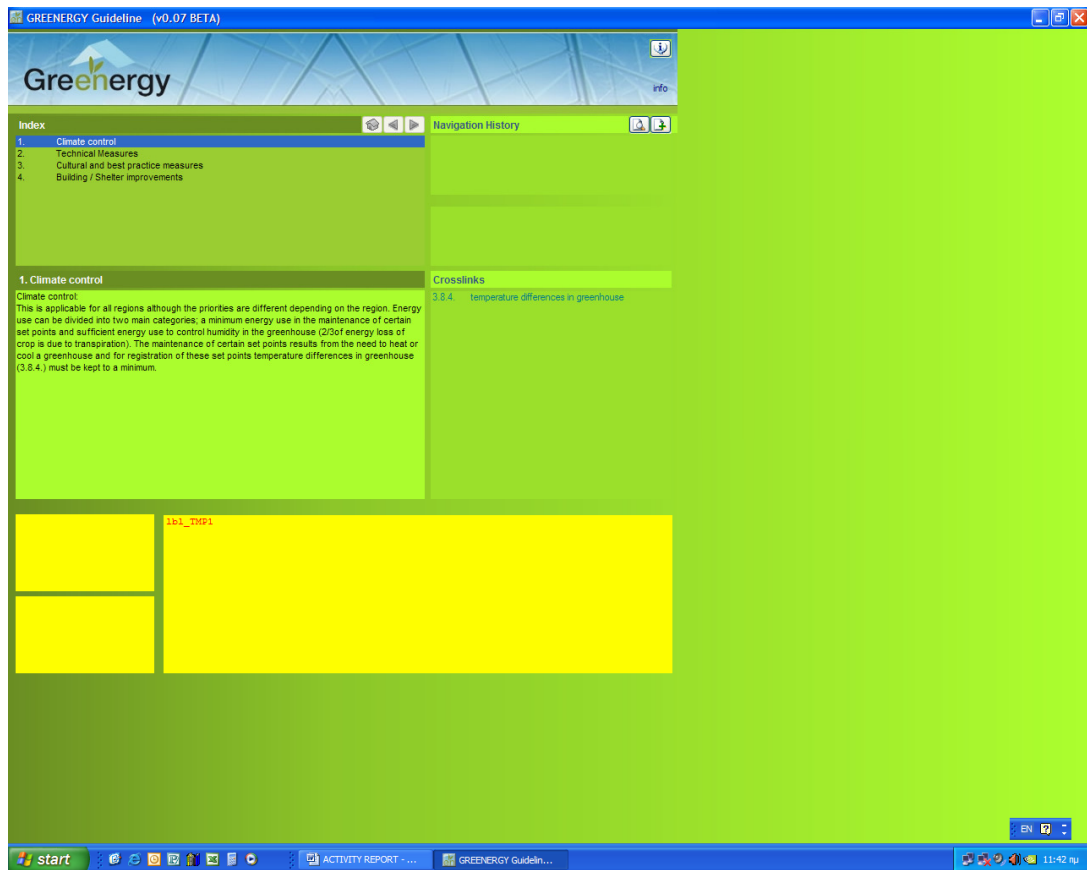 GREENERGY Guideline (v0.07 BETA)
Greenergy
info
Index
1. Climate control
2. Technical Measures
3. Cultural and best practice measures
4. Building / Shelter improvements
Navigation History
1. Climate control
Climate control:
This is applicable for all regions although the priorities are different depending on the region. Energy
use can be divided into two main categories; a minimum energy use in the maintenance of certain
set points and sufficient energy use to control humidity in the greenhouse (2/3of energy loss of
crop is due to transpiration). The maintenance of certain set points results from the need to heat or
cool a greenhouse and for registration of these set points temperature differences in greenhouse
(3.8.4.) must be kept to a minimum.
Crosslinks
3.8.4. temperature differences in greenhouse
lbl_TMP1
EN
start
ACTIVITY REPORT - ...
GREENERGY Guidelin...
11:42 πμ